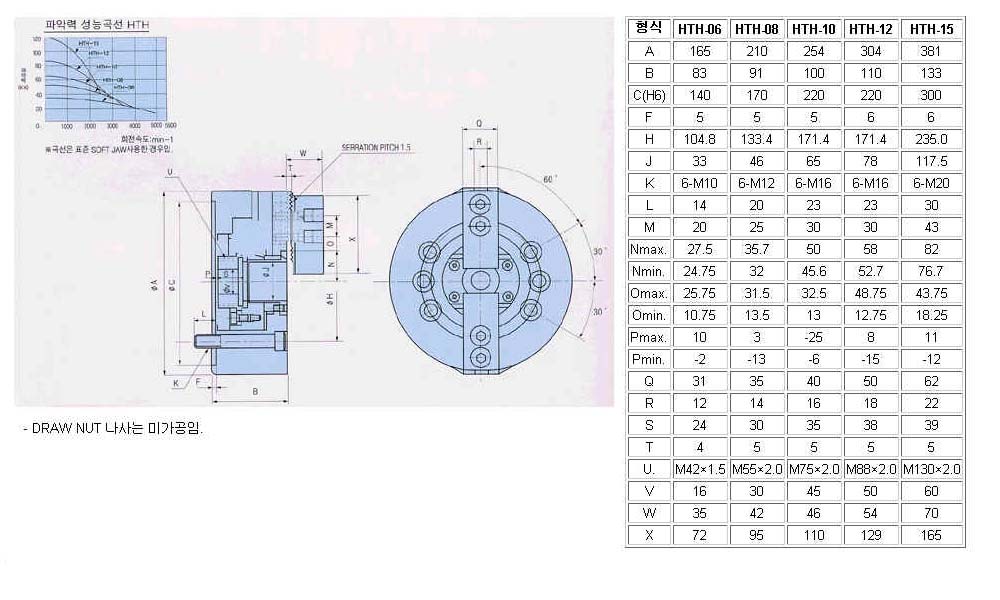 파악력 성능곡선 HTH
HTH-15
HTH-12
HTH-10
HTH-08
HTH-06
120
100
80
60
40
20
0
1000 2000 3000 4000 5000
회전속도:min-1
※곡선은 표준 SOFT JAW사용한 경우임.
SERRATION PITCH 1.5
U
T
W
M
O
N
X
P
S
øV
øJ
øA
øC
øH
L
K
F
B
Q
R
60˚
30˚
30˚
- DRAW NUT 나사는 미가공임.
형식 HTH-06 HTH-08 HTH-10 HTH-12 HTH-15
A 165 210 254 304 381
B 83 91 100 110 133
C(H6) 140 170 220 220 300
F 5 5 5 6 6
H 104.8 133.4 171.4 171.4 235.0
J 33 46 65 78 117.5
K 6-M10 6-M12 6-M16 6-M16 6-M20
L 14 20 23 23 30
M 20 25 30 30 43
Nmax. 27.5 35.7 50 58 82
Nmin. 24.75 32 45.6 52.7 76.7
Omax. 25.75 31.5 32.5 48.75 43.75
Omin. 10.75 13.5 13 12.75 18.25
Pmax. 10 3 -25 8 11
Pmin. -2 -13 -6 -15 -12
Q 31 35 40 50 62
R 12 14 16 18 22
S 24 30 35 38 39
T 4 5 5 5 5
U. M42×1.5 M55×2.0 M75×2.0 M88×2.0 M130×2.0
V 16 30 45 50 60
W 35 42 46 54 70
X 72 95 110 129 165